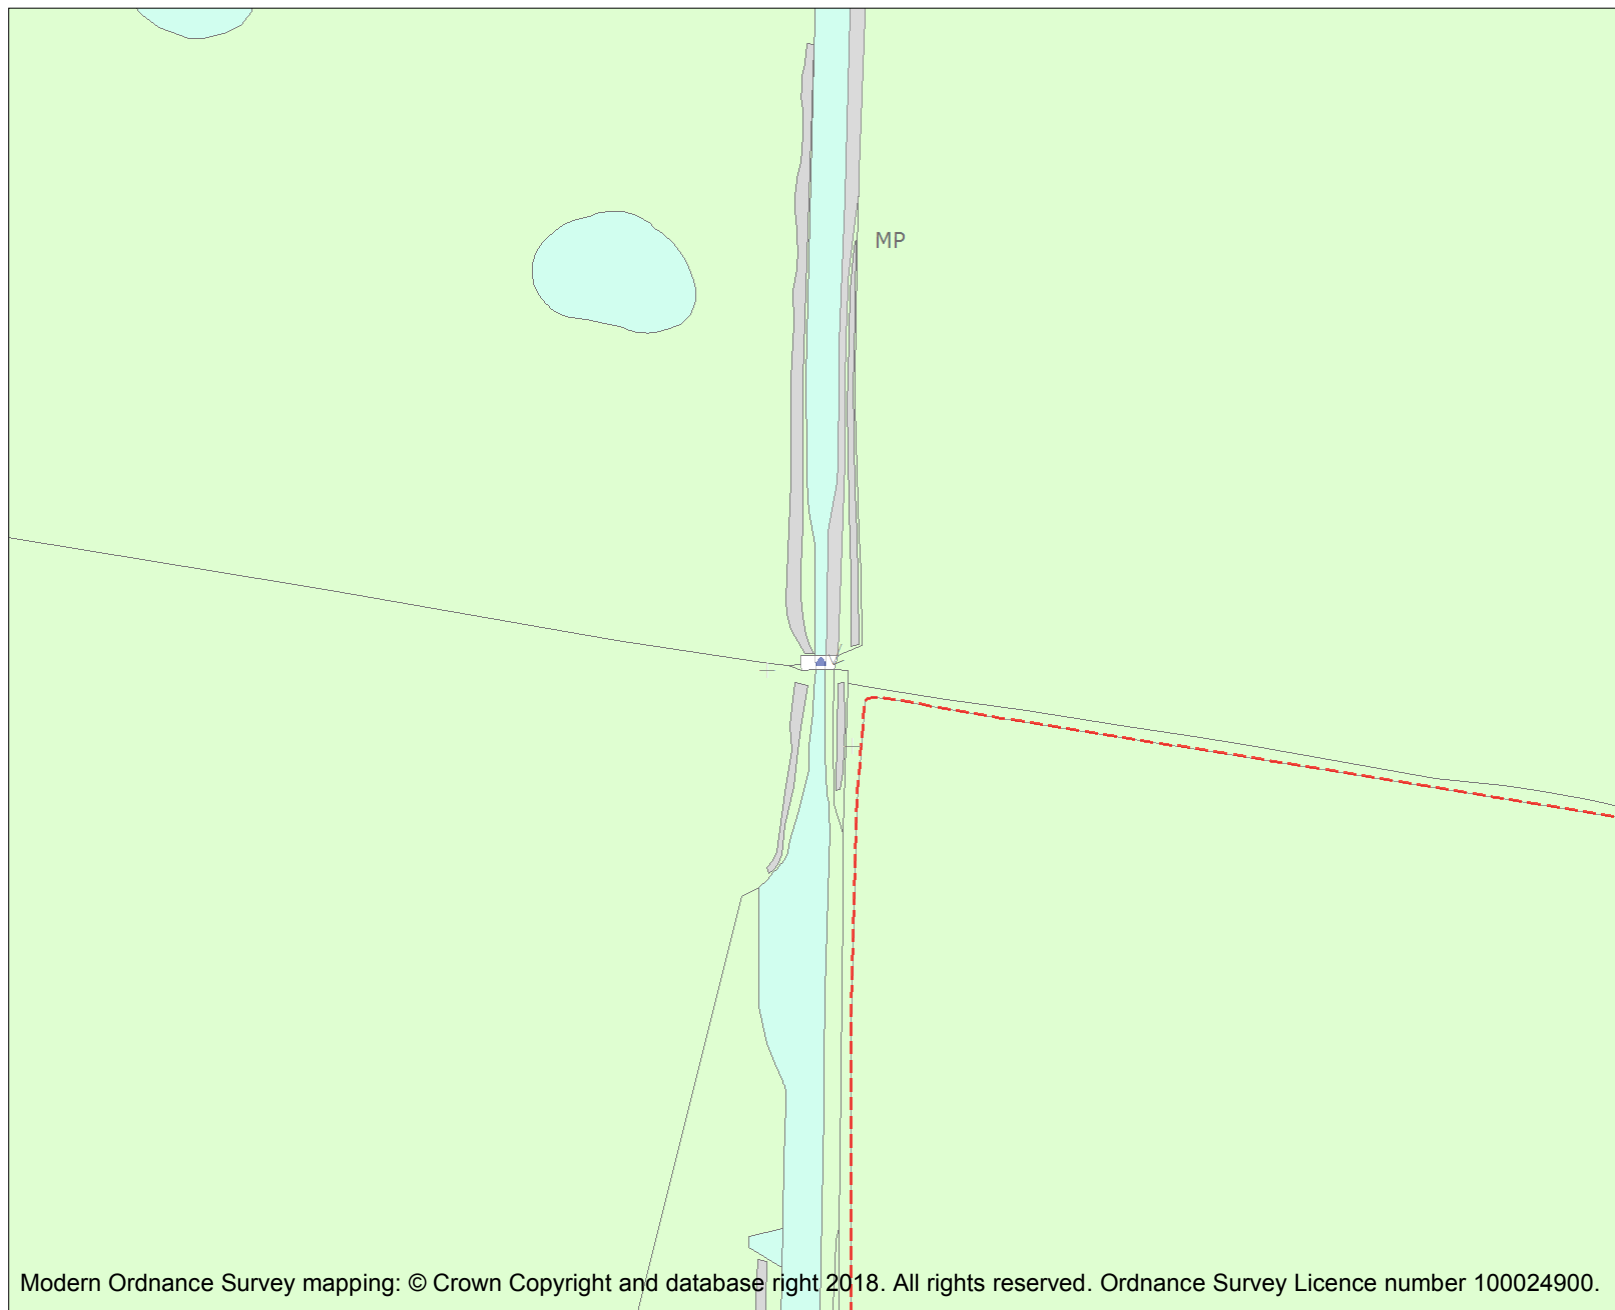 MP
Modern Ordnance Survey mapping: © Crown Copyright and database right 2018. All rights reserved. Ordnance Survey Licence number 100024900.